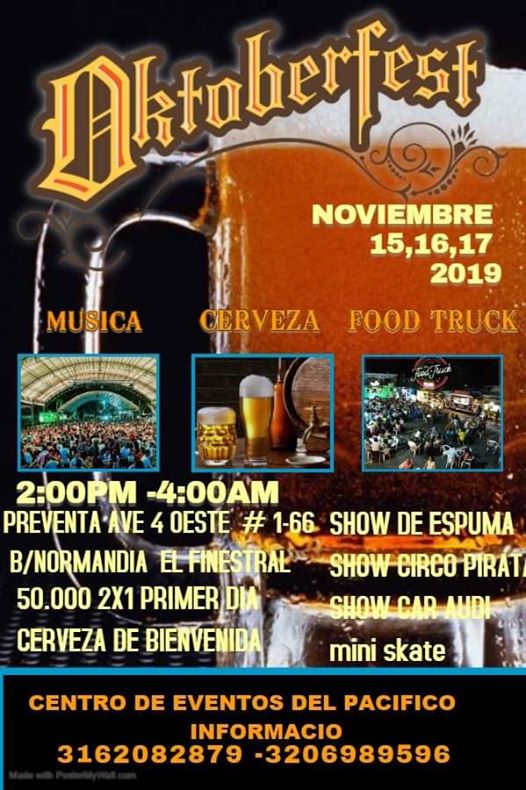 Oktoberfest
NOVIEMBRE
15,16,17
2019
MUSICA
CERVEZA
FOOD TRUCK
Food Truck
2:00PM -4:00AM
PREVENTA AVE 4 OESTE # 1-66
B/NORMANDIA EL FINESTRAL
50.000 2X1 PRIMER DIA
CERVEZA DE BIENVENIDA
SHOW DE ESPUMA
SHOW CIRCO PIRATA
SHOW CAR AUDI
mini skate
CENTRO DE EVENTOS DEL PACIFICO
INFORMACIO
3162082879 -3206989596
Made with PosterMyWall.com